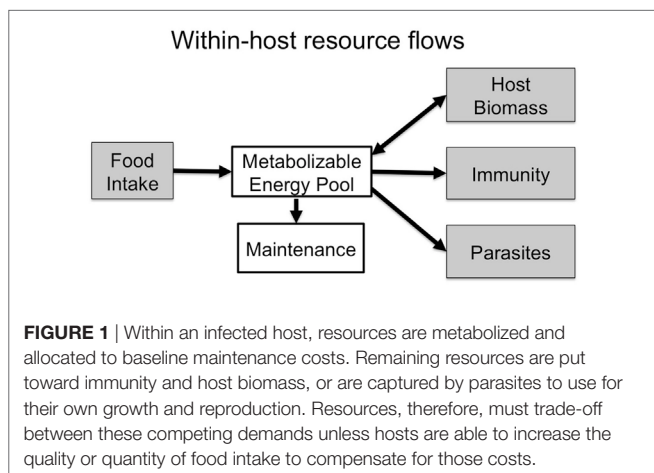 Within-host resource flows
Host
Biomass
Food
Intake
Metabolizable
Energy Pool
Immunity
Maintenance
Parasites
FIGURE 1 | Within an infected host, resources are metabolized and
allocated to baseline maintenance costs. Remaining resources are put
toward immunity and host biomass, or are captured by parasites to use for
their own growth and reproduction. Resources, therefore, must trade-off
between these competing demands unless hosts are able to increase the
quality or quantity of food intake to compensate for those costs.